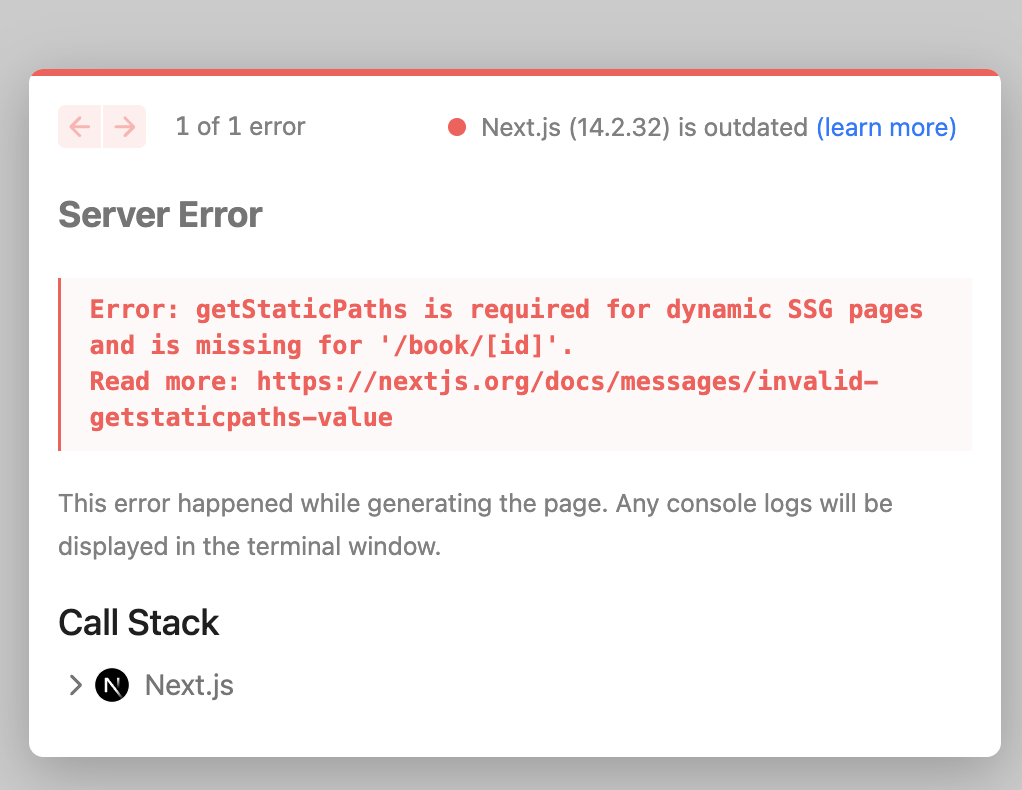 1 of 1 error
Next.js (14.2.32) is outdated (learn more)
Server Error
Error: getStaticPaths is required for dynamic SSG pages
and is missing for '/book/[id]'.
Read more: https://nextjs.org/docs/messages/invalid-
getstaticpaths-value
This error happened while generating the page. Any console logs will be
displayed in the terminal window.
Call Stack
N Next.js